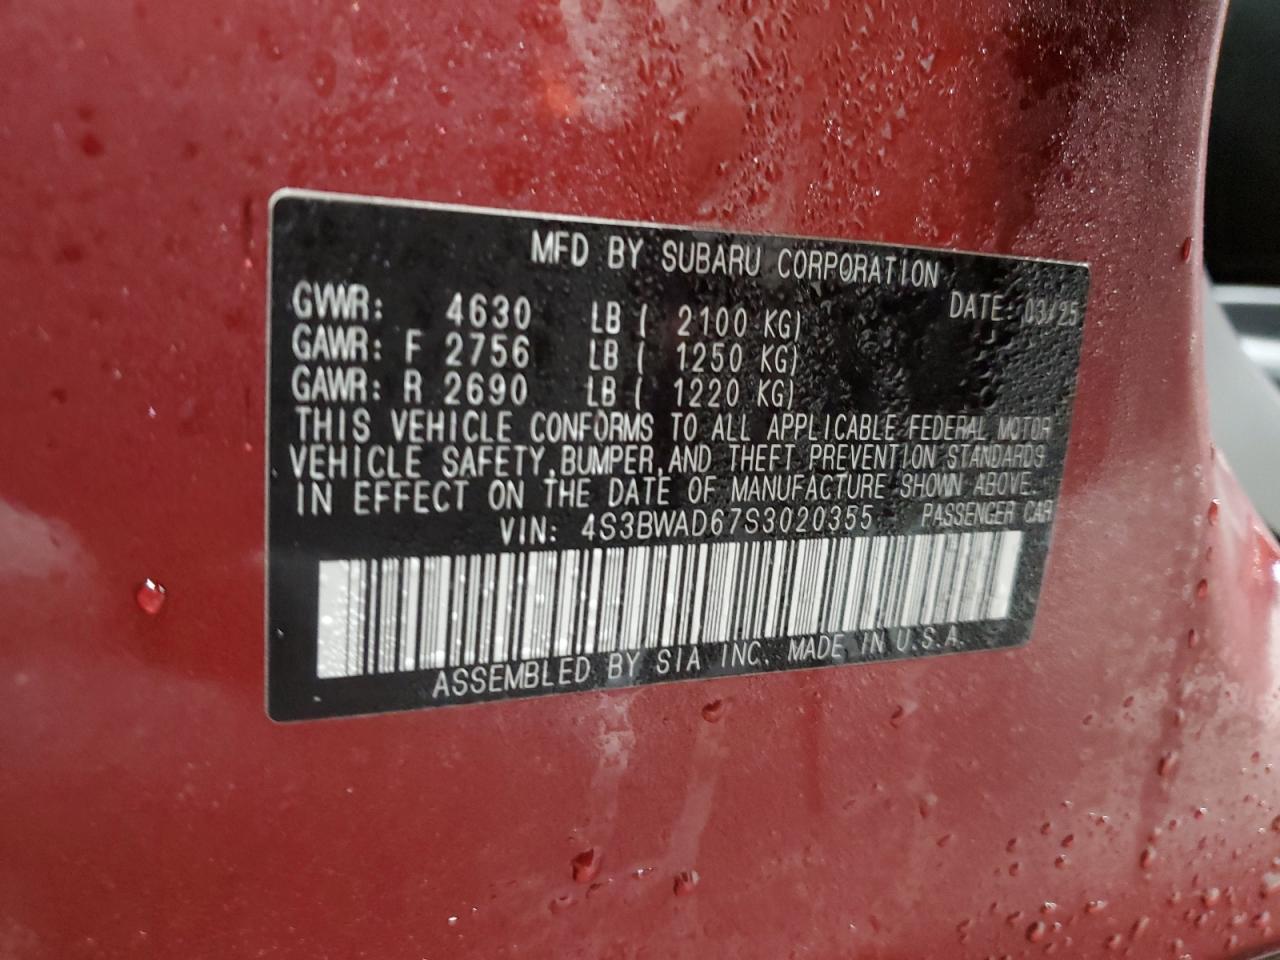 MFD BY SUBARU CORPORATION
GVWR: 4630 LB ( 2100 KG) DATE: 03/25
GAWR: F 2756 LB ( 1250 KG)
GAWR: R 2690 LB ( 1220 KG)
THIS VEHICLE CONFORMS TO ALL APPLICABLE FEDERAL MOTOR
VEHICLE SAFETY,BUMPER,AND THEFT PREVENTION STANDARDS
IN EFFECT ON THE DATE OF MANUFACTURE SHOWN ABOVE.
VIN: 4S3BWAD67S3020355 PASSENGER CAR
ASSEMBLED BY SIA INC. MADE IN U.S.A.